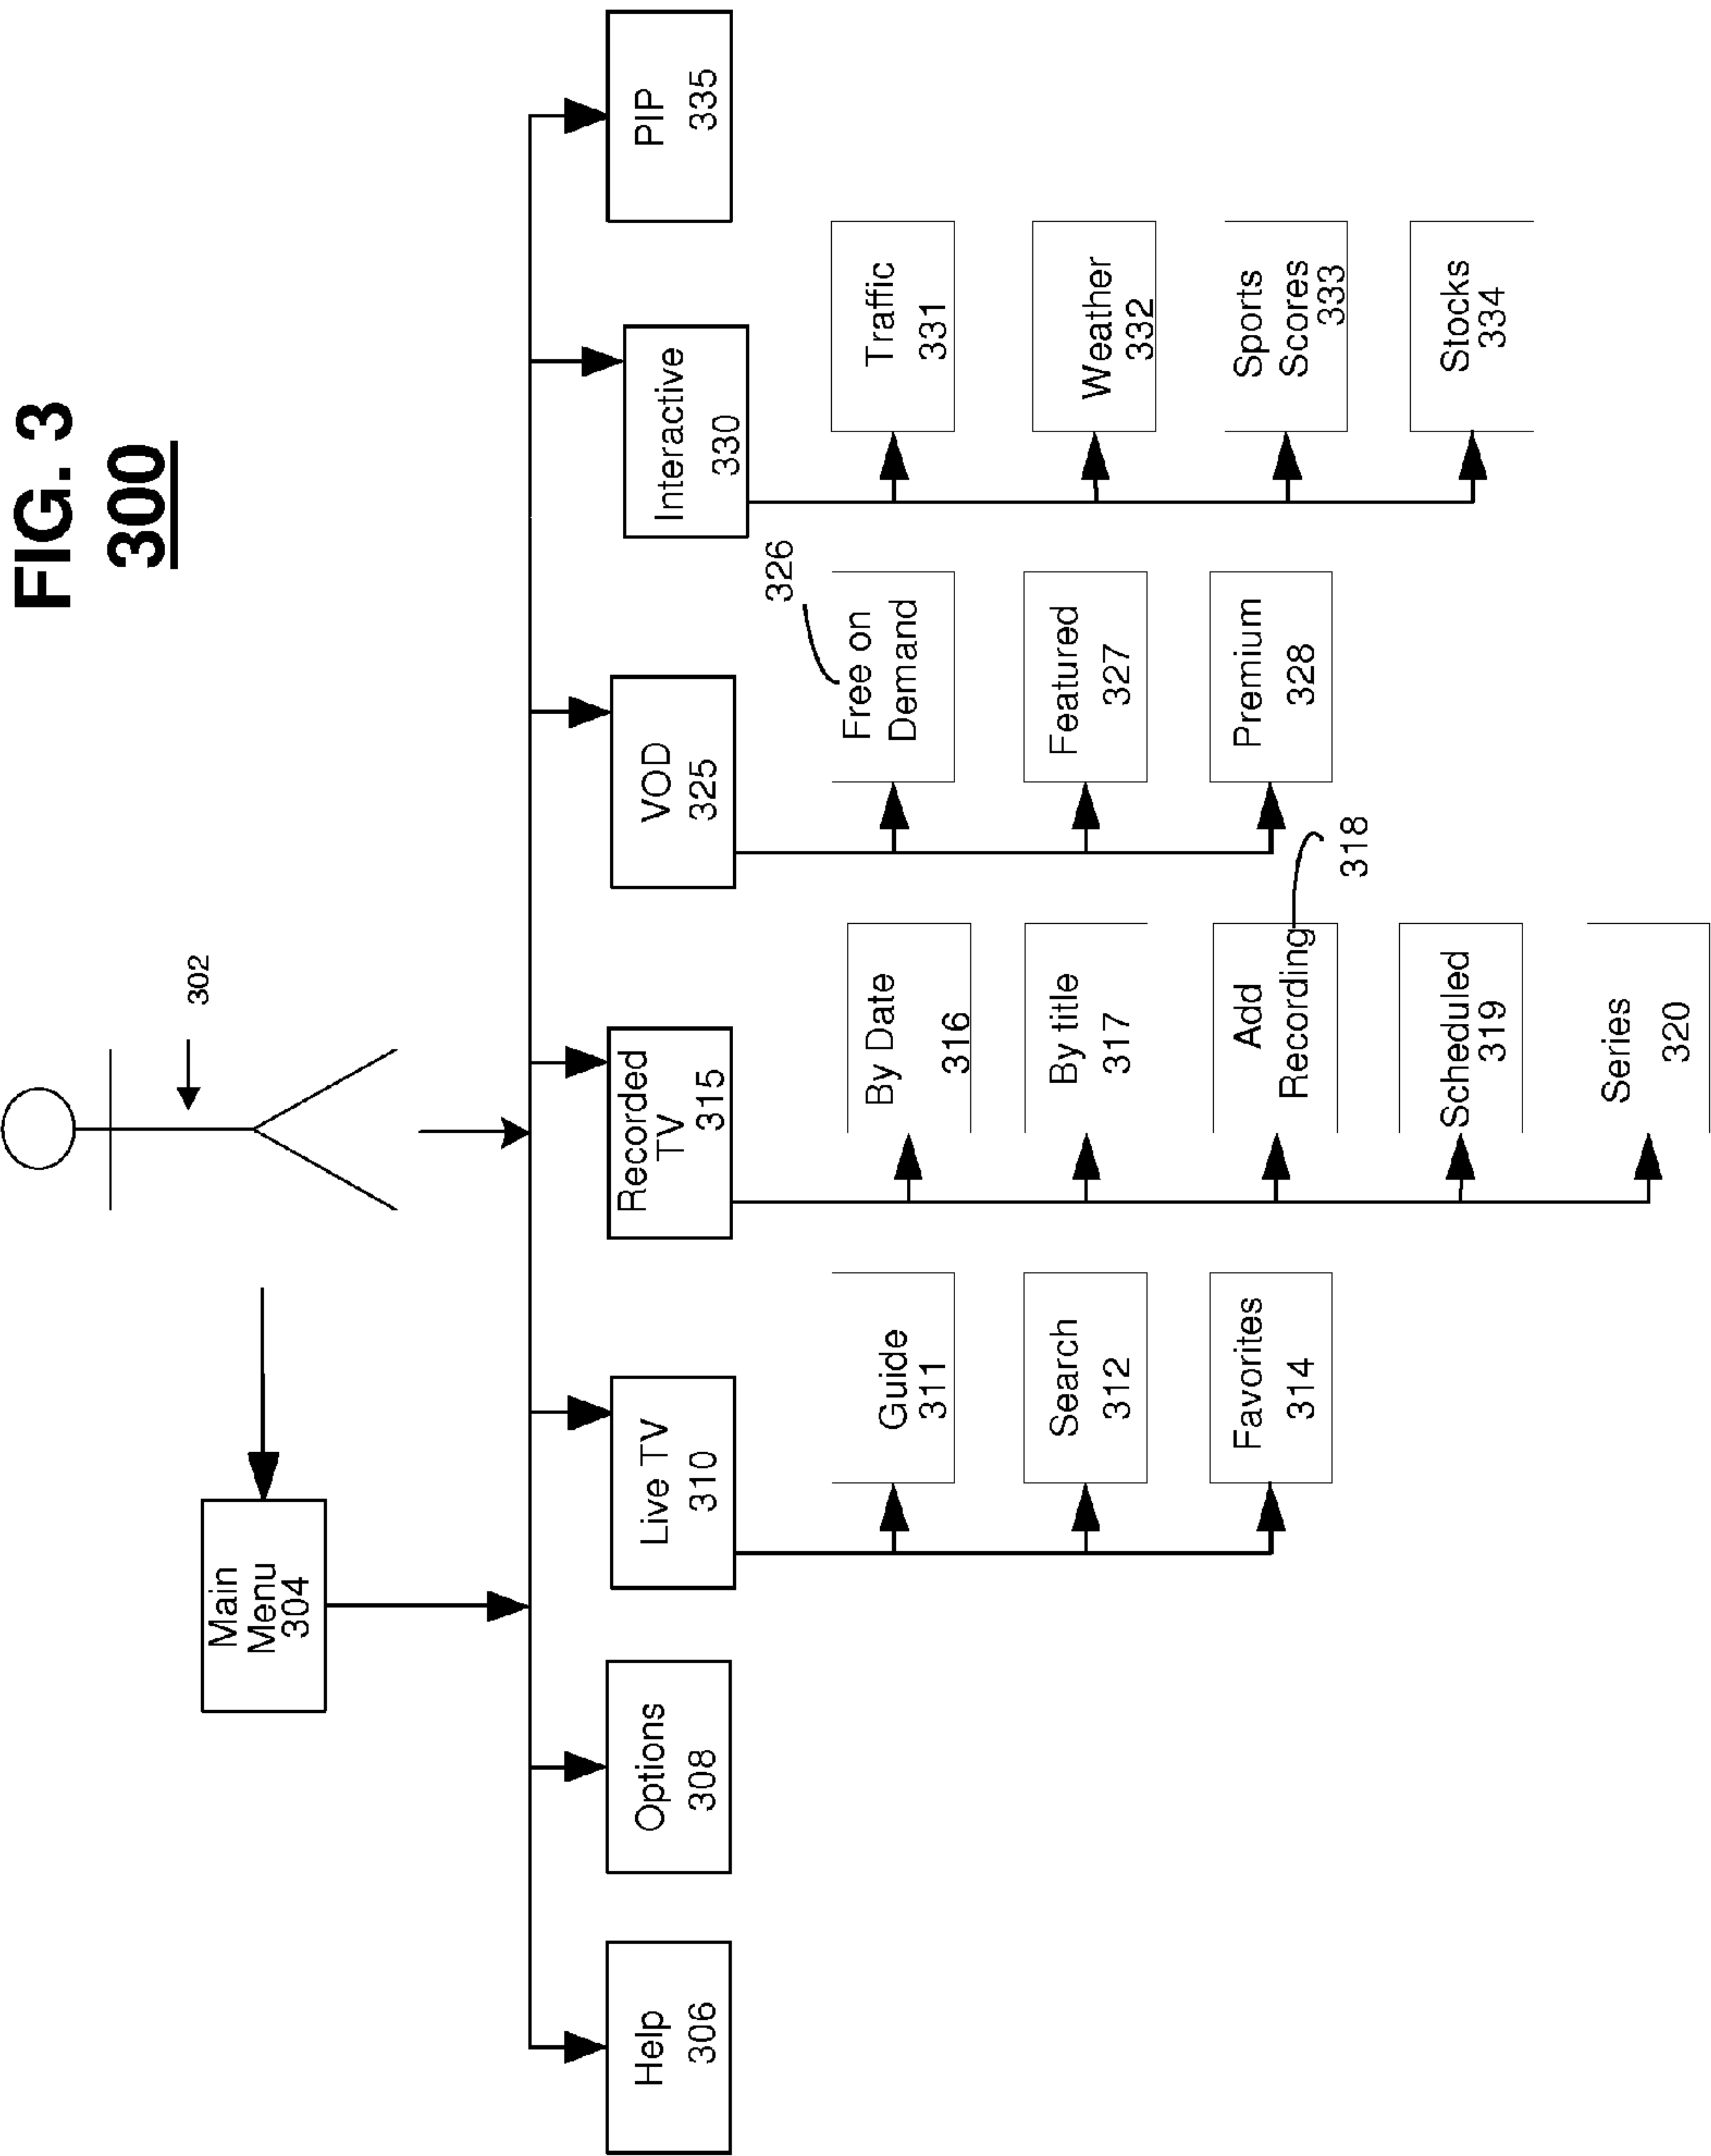 FIG. 3
300
302
Main
Menu
304
Help
306
Options
308
Live TV
310
Guide
311
Search
312
Favorites
314
Recorded
TV
315
By Date
316
By title
317
Add
Recording
318
Scheduled
319
Series
320
VOD
325
326
Free on
Demand
Featured
327
Premium
328
Interactive
330
Traffic
331
Weather
332
Sports
Scores
333
Stocks
334
PIP
335